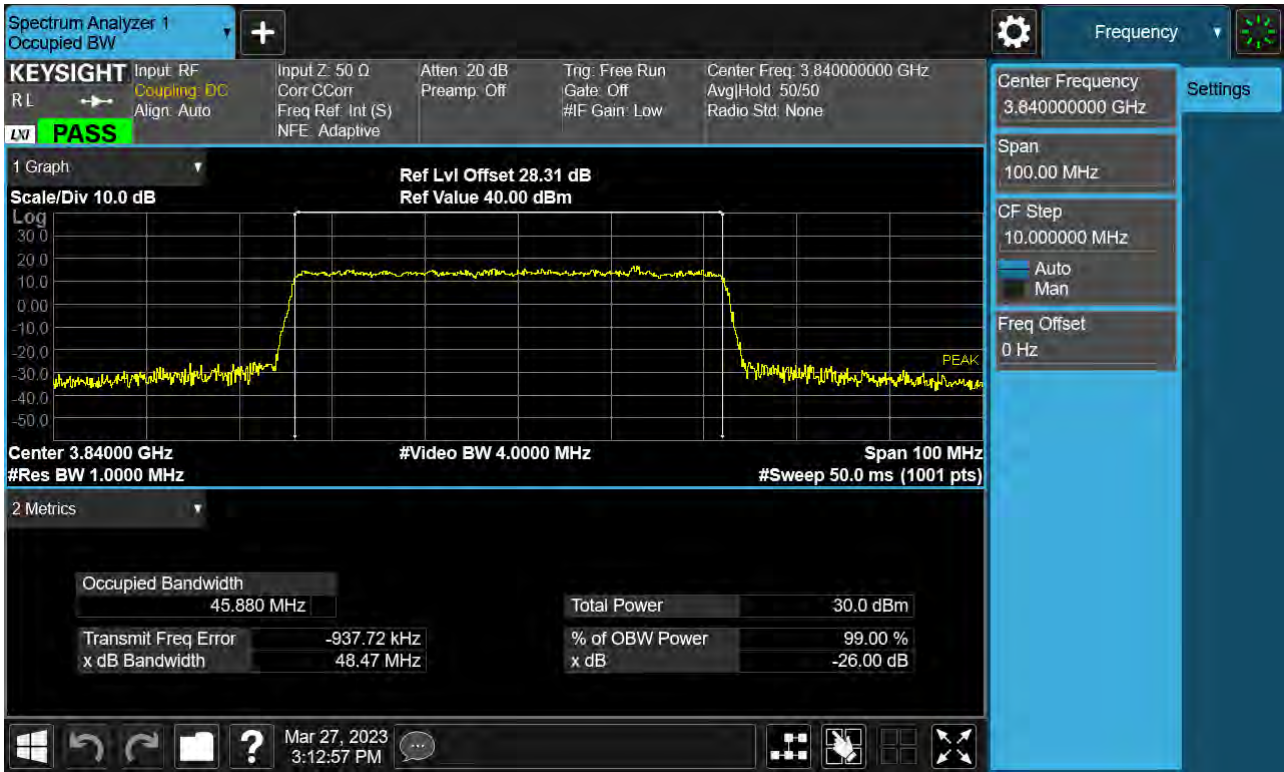 Spectrum Analyzer 1
Occupied BW
+
Frequency
KEYSIGHT
RL
LXI
PASS
Input: RF
Coupling: DC
Align: Auto
Input Z: 50 Ω
Corr CCorr
Freq Ref: Int (S)
NFE: Adaptive
Atten: 20 dB
Preamp: Off
Trig: Free Run
Gate: Off
#IF Gain: Low
Center Freq: 3.840000000 GHz
Avg|Hold: 50/50
Radio Std: None
Center Frequency
3.840000000 GHz
Settings
Span
100.00 MHz
CF Step
10.000000 MHz
Auto
Man
Freq Offset
0 Hz
1 Graph
Scale/Div 10.0 dB
Ref Lvl Offset 28.31 dB
Ref Value 40.00 dBm
Log
30.0
20.0
10.0
0.00
-10.0
-20.0
-30.0
-40.0
-50.0
PEAK
Center 3.84000 GHz
#Video BW 4.0000 MHz
Span 100 MHz
#Res BW 1.0000 MHz
#Sweep 50.0 ms (1001 pts)
2 Metrics
Occupied Bandwidth
45.880 MHz
Total Power 30.0 dBm
Transmit Freq Error -937.72 kHz
% of OBW Power 99.00 %
x dB Bandwidth 48.47 MHz
x dB -26.00 dB
?
Mar 27, 2023
3:12:57 PM